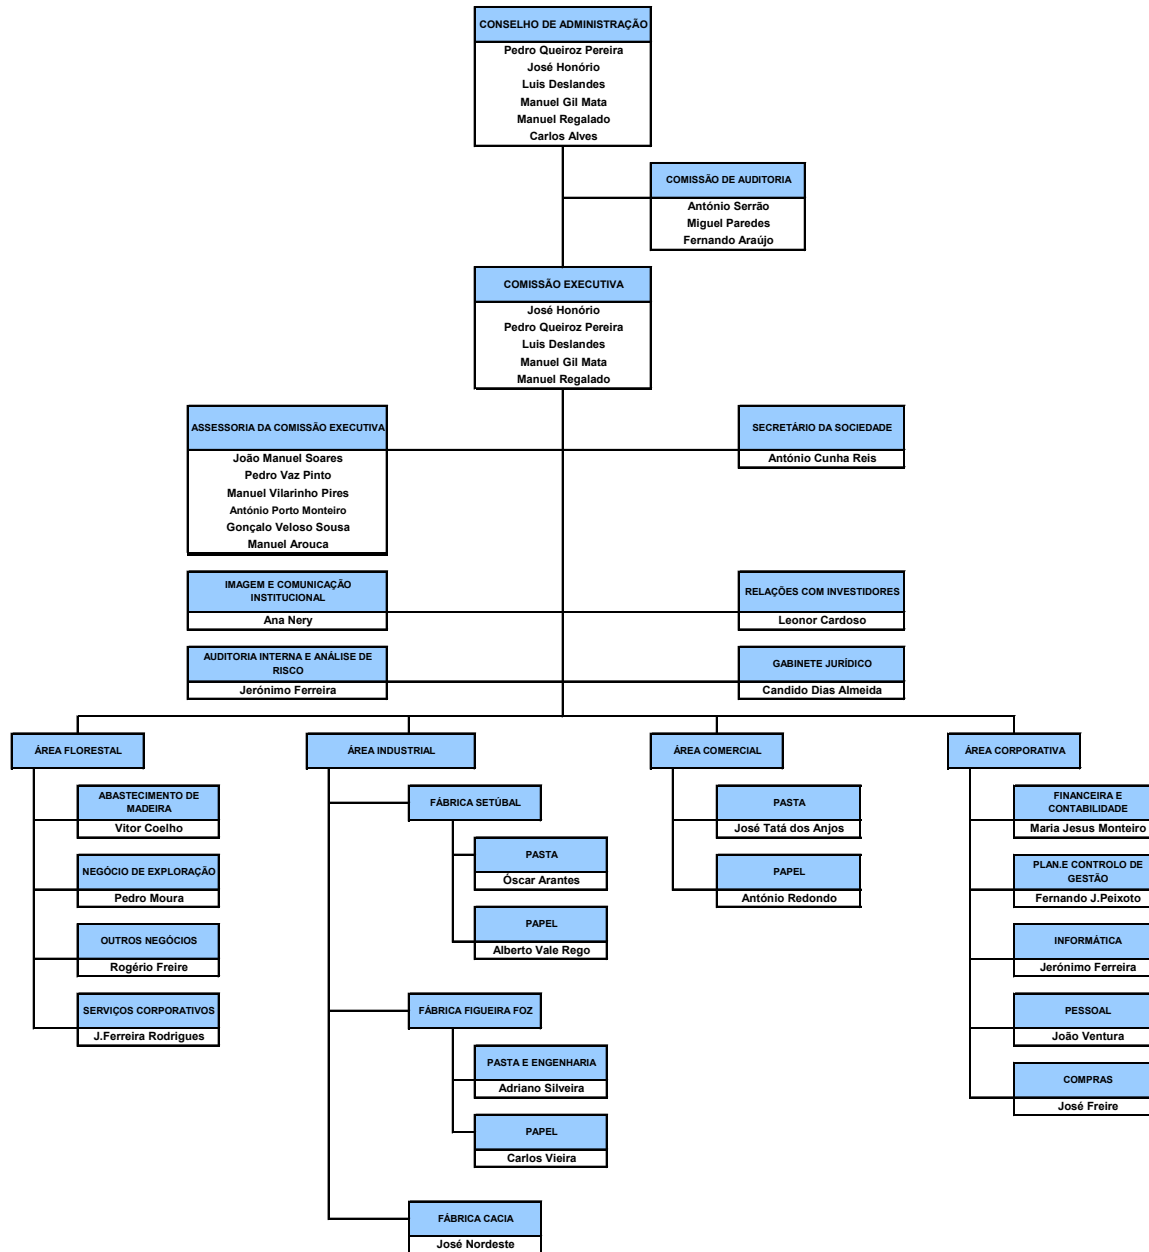 CONSELHO DE ADMINISTRAÇÃO
Pedro Queiroz Pereira
José Honório
Luis Deslandes
Manuel Gil Mata
Manuel Regalado
Carlos Alves
COMISSÃO DE AUDITORIA
António Serrão
Miguel Paredes
Fernando Araújo
COMISSÃO EXECUTIVA
José Honório
Pedro Queiroz Pereira
Luis Deslandes
Manuel Gil Mata
Manuel Regalado
ASSESSORIA DA COMISSÃO EXECUTIVA
João Manuel Soares
Pedro Vaz Pinto
Manuel Vilarinho Pires
António Porto Monteiro
Gonçalo Veloso Sousa
Manuel Arouca
SECRETÁRIO DA SOCIEDADE
António Cunha Reis
IMAGEM E COMUNICAÇÃO
INSTITUCIONAL
Ana Nery
RELAÇÕES COM INVESTIDORES
Leonor Cardoso
AUDITORIA INTERNA E ANÁLISE DE
RISCO
Jerónimo Ferreira
GABINETE JURÍDICO
Candido Dias Almeida
ÁREA FLORESTAL
ABASTECIMENTO DE
MADEIRA
Vitor Coelho
NEGÓCIO DE EXPLORAÇÃO
Pedro Moura
OUTROS NEGÓCIOS
Rogério Freire
SERVIÇOS CORPORATIVOS
J.Ferreira Rodrigues
ÁREA INDUSTRIAL
FÁBRICA SETÚBAL
PASTA
Óscar Arantes
PAPEL
Alberto Vale Rego
FÁBRICA FIGUEIRA FOZ
PASTA E ENGENHARIA
Adriano Silveira
PAPEL
Carlos Vieira
FÁBRICA CACIA
José Nordeste
ÁREA COMERCIAL
PASTA
José Tatá dos Anjos
PAPEL
António Redondo
ÁREA CORPORATIVA
FINANCEIRA E
CONTABILIDADE
Maria Jesus Monteiro
PLAN.E CONTROLO DE
GESTÃO
Fernando J.Peixoto
INFORMÁTICA
Jerónimo Ferreira
PESSOAL
João Ventura
COMPRAS
José Freire